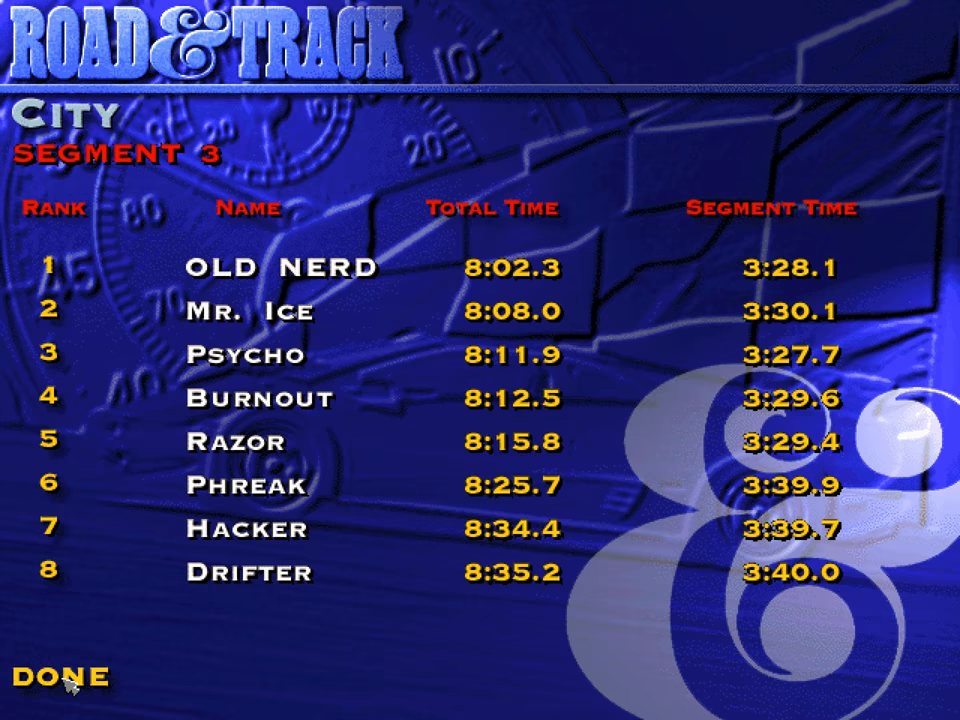 ROAD & TRACK
CITY
SEGMENT 3
RANK NAME TOTAL TIME SEGMENT TIME
1 OLD NERD 8:02.3 3:28.1
2 MR. ICE 8:08.0 3:30.1
3 PSYCHO 8:11.9 3:27.7
4 BURNOUT 8:12.5 3:29.6
5 RAZOR 8:15.8 3:29.4
6 PHREAK 8:25.7 3:39.9
7 HACKER 8:34.4 3:39.7
8 DRIFTER 8:35.2 3:40.0
DONE